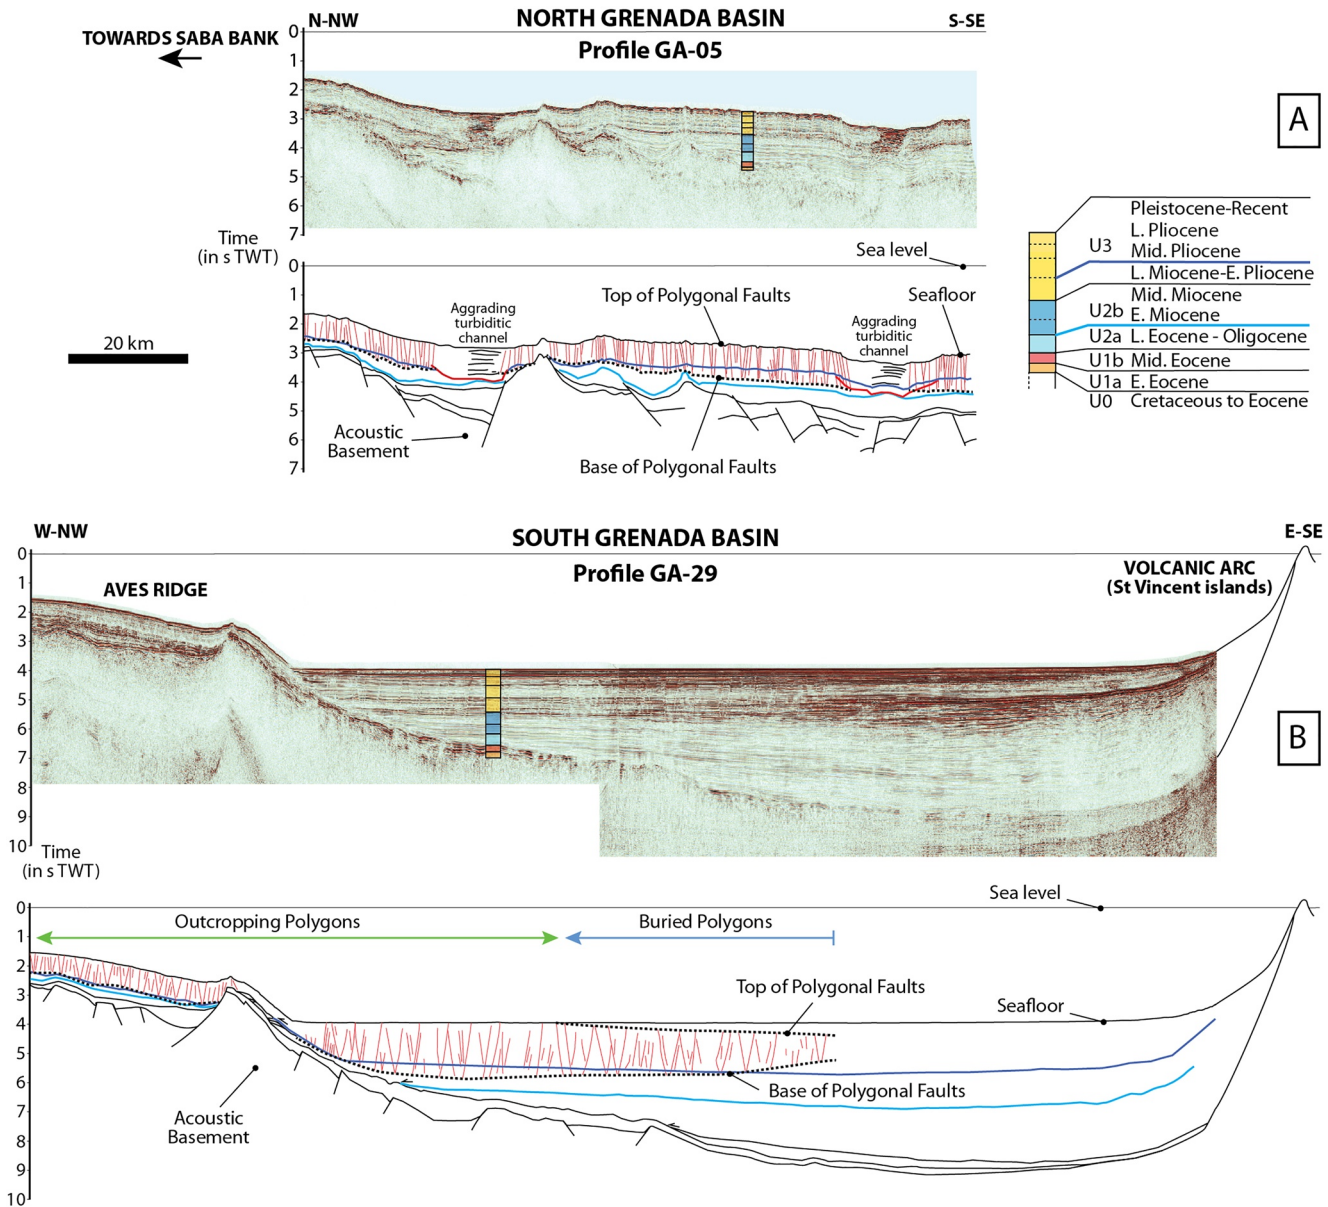 NORTH GRENADA BASIN
N-NW
S-SE
TOWARDS SABA BANK
Profile GA-05
0
1
2
3
4
5
6
7
A
Time
(in s TWT)
Sea level
0
1
2
3
4
5
6
7
Top of Polygonal Faults
Seafloor
Aggrading
turbiditic
channel
Aggrading
turbiditic
channel
20 km
Acoustic
Basement
Base of Polygonal Faults
Pleistocene-Recent
L. Pliocene
U3
Mid. Pliocene
L. Miocene-E. Pliocene
Mid. Miocene
U2b
E. Miocene
U2a L. Eocene - Oligocene
U1b Mid. Eocene
U1a E. Eocene
U0 Cretaceous to Eocene
W-NW
SOUTH GRENADA BASIN
E-SE
Profile GA-29
AVES RIDGE
VOLCANIC ARC
(St Vincent islands)
0
1
2
3
4
5
6
7
8
9
10
B
Time
(in s TWT)
Sea level
0
1
2
3
4
5
6
7
8
9
10
Outcropping Polygons
Buried Polygons
Top of Polygonal Faults
Seafloor
Base of Polygonal Faults
Acoustic
Basement